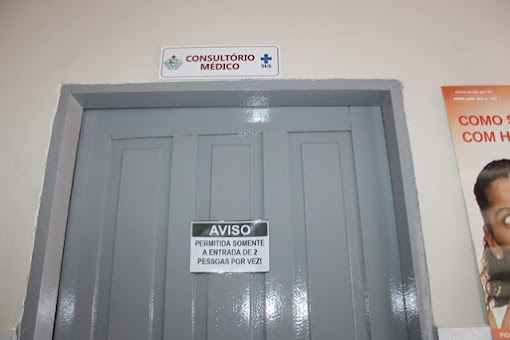 CONSULTÓRIO
MÉDICO
SUS
AVISO
PERMITIDA SOMENTE
A ENTRADA DE 2
PESSOAS POR VEZ!
COMO
COM H